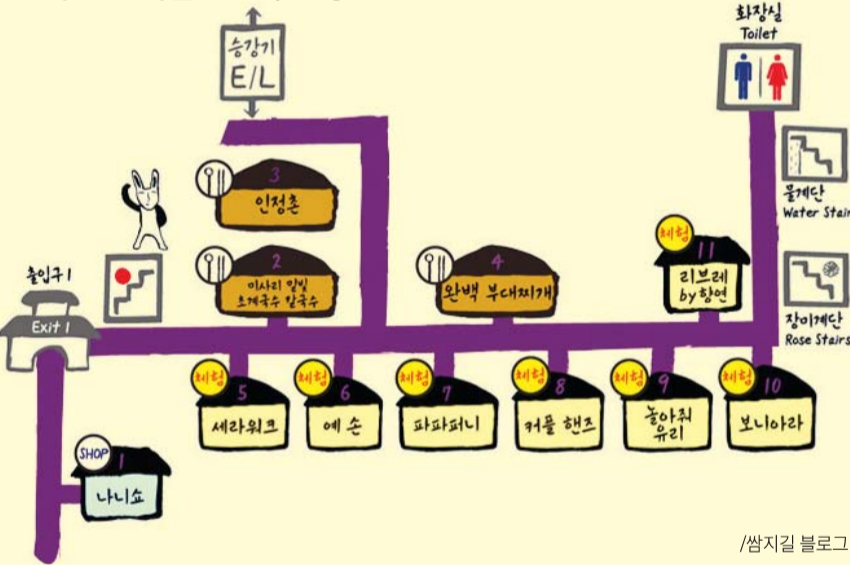 화장실
Toilet
승강기
E/L
물계단
Water Stair
3
인정촌
체험
11
리브레
by향연
2
미사리 밀빛
초계국수 칼국수
4
완백 부대찌개
장미계단
Rose Stairs
출입구1
Exit 1
체험
5
세라워크
체험
6
예 손
체험
7
파파퍼니
체험
8
커플 핸즈
체험
9
놀아줘
유리
체험
10
보니아라
SHOP
1
나니쇼
/쌈지길 블로그